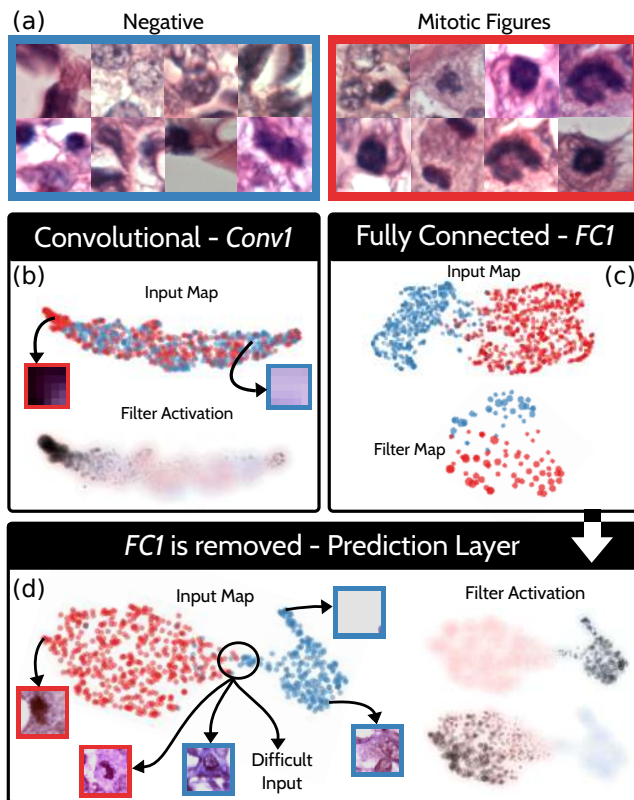 (a)
Negative
Mitotic Figures
Convolutional - Conv1
Fully Connected - FC1
(b)
Input Map
Filter Activation
Input Map
(c)
Filter Map
FC1 is removed - Prediction Layer
(d)
Input Map
Filter Activation
Difficult
Input